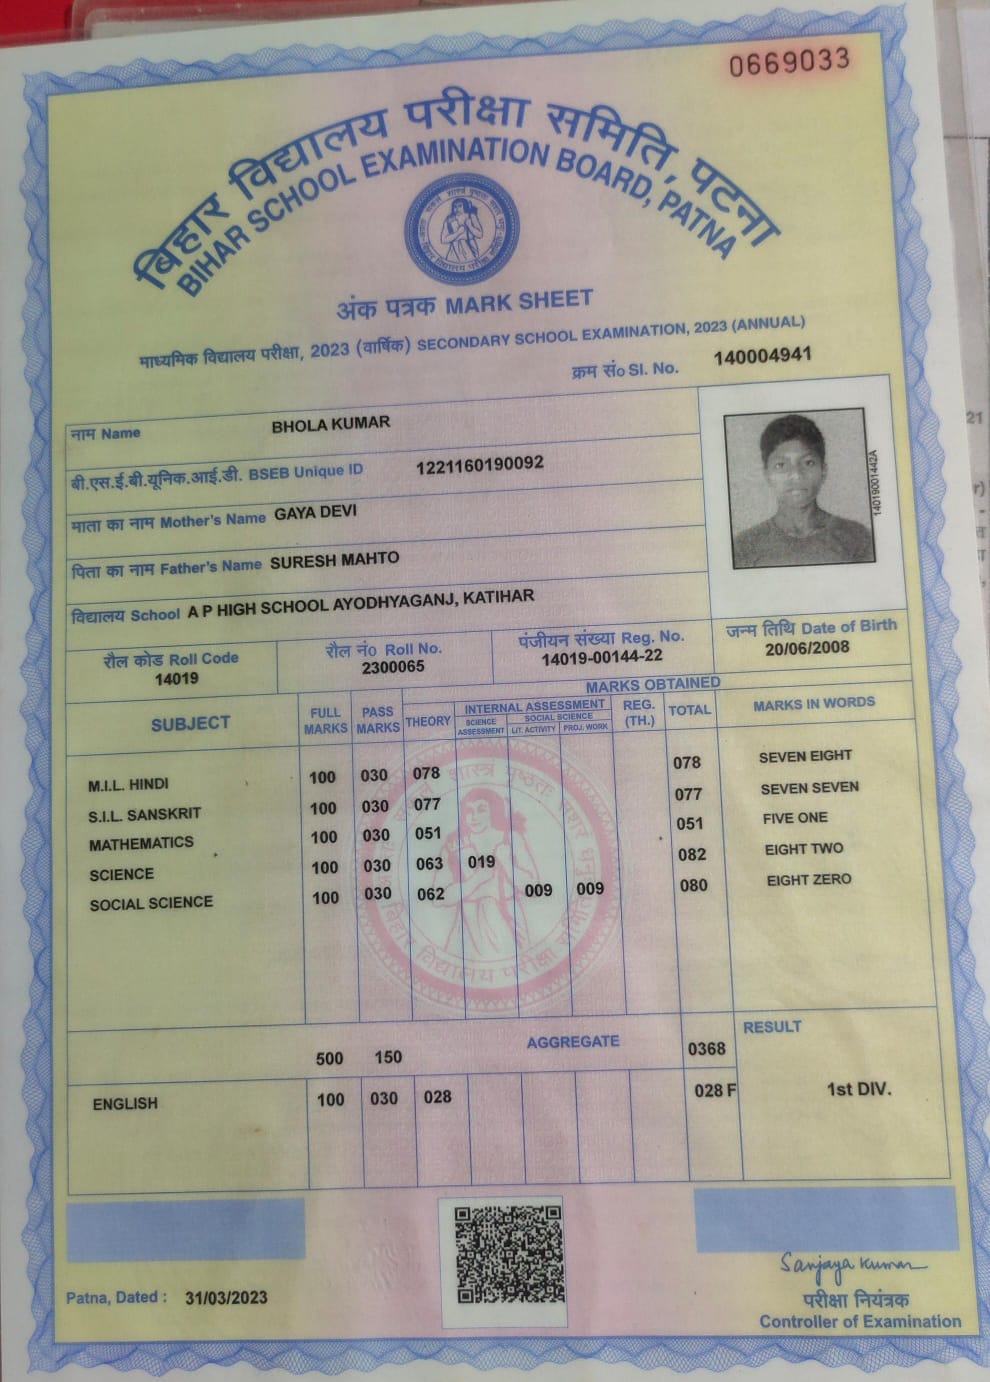 0669033
बिहार विद्यालय परीक्षा समिति, पटना
BIHAR SCHOOL EXAMINATION BOARD, PATNA
अंक पत्रक MARK SHEET
माध्यमिक विद्यालय परीक्षा, 2023 (वार्षिक) SECONDARY SCHOOL EXAMINATION, 2023 (ANNUAL)
क्रम सं० Sl. No. 140004941
नाम Name BHOLA KUMAR
बी.एस.ई.बी.यूनिक.आई.डी. BSEB Unique ID 1221160190092
माता का नाम Mother's Name GAYA DEVI
पिता का नाम Father's Name SURESH MAHTO
विद्यालय School A P HIGH SCHOOL AYODHYAGANJ, KATIHAR
14019001442A
रौल कोड Roll Code रौल नं० Roll No. पंजीयन संख्या Reg. No. जन्म तिथि Date of Birth
14019 2300065 14019-00144-22 20/06/2008
MARKS OBTAINED
SUBJECT FULL MARKS PASS MARKS THEORY INTERNAL ASSESSMENT SCIENCE ASSESSMENT SOCIAL SCIENCE LIT. ACTIVITY PROJ. WORK REG. (TH.) TOTAL MARKS IN WORDS
M.I.L. HINDI 100 030 078 078 SEVEN EIGHT
S.I.L. SANSKRIT 100 030 077 077 SEVEN SEVEN
MATHEMATICS 100 030 051 051 FIVE ONE
SCIENCE 100 030 063 019 082 EIGHT TWO
SOCIAL SCIENCE 100 030 062 009 009 080 EIGHT ZERO
500 150 AGGREGATE 0368 RESULT
ENGLISH 100 030 028 028 F 1st DIV.
Sanjaya Kumar
Patna, Dated : 31/03/2023
परीक्षा नियंत्रक
Controller of Examination